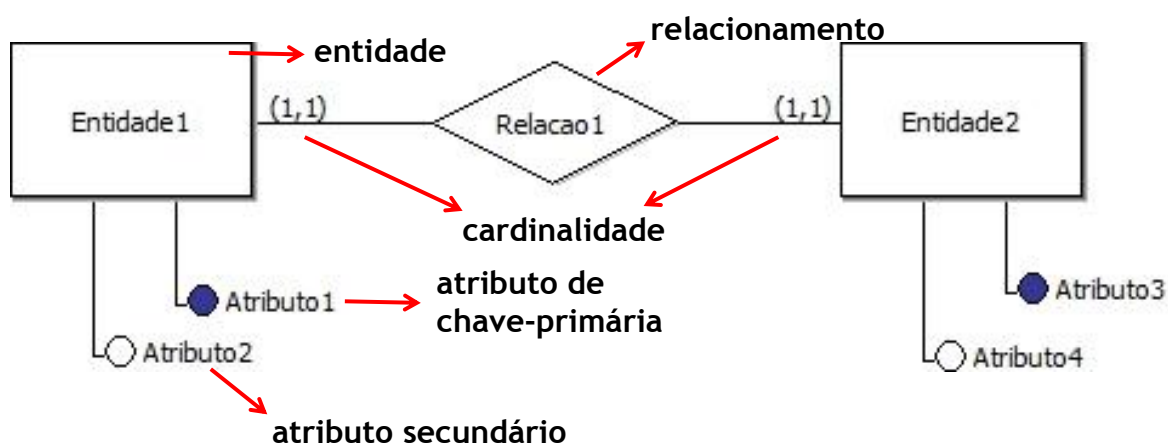 relacionamento
entidade
Entidade1
(1,1)
Relacao1
(1,1)
Entidade2
cardinalidade
Atributo1
atributo de
chave-primária
Atributo3
Atributo2
Atributo4
atributo secundário